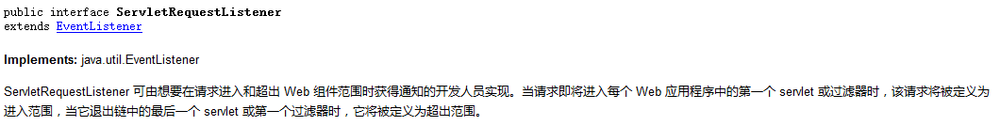 public interface ServletRequestListener
extends EventListener
Implements: java.util.EventListener
ServletRequestListener 可由想要在请求进入和超出 Web 组件范围时获得通知的开发人员实现。当请求即将进入每个 Web 应用程序中的第一个 servlet 或过滤器时，该请求将被定义为
进入范围，当它退出链中的最后一个 servlet 或第一个过滤器时，它将被定义为超出范围。